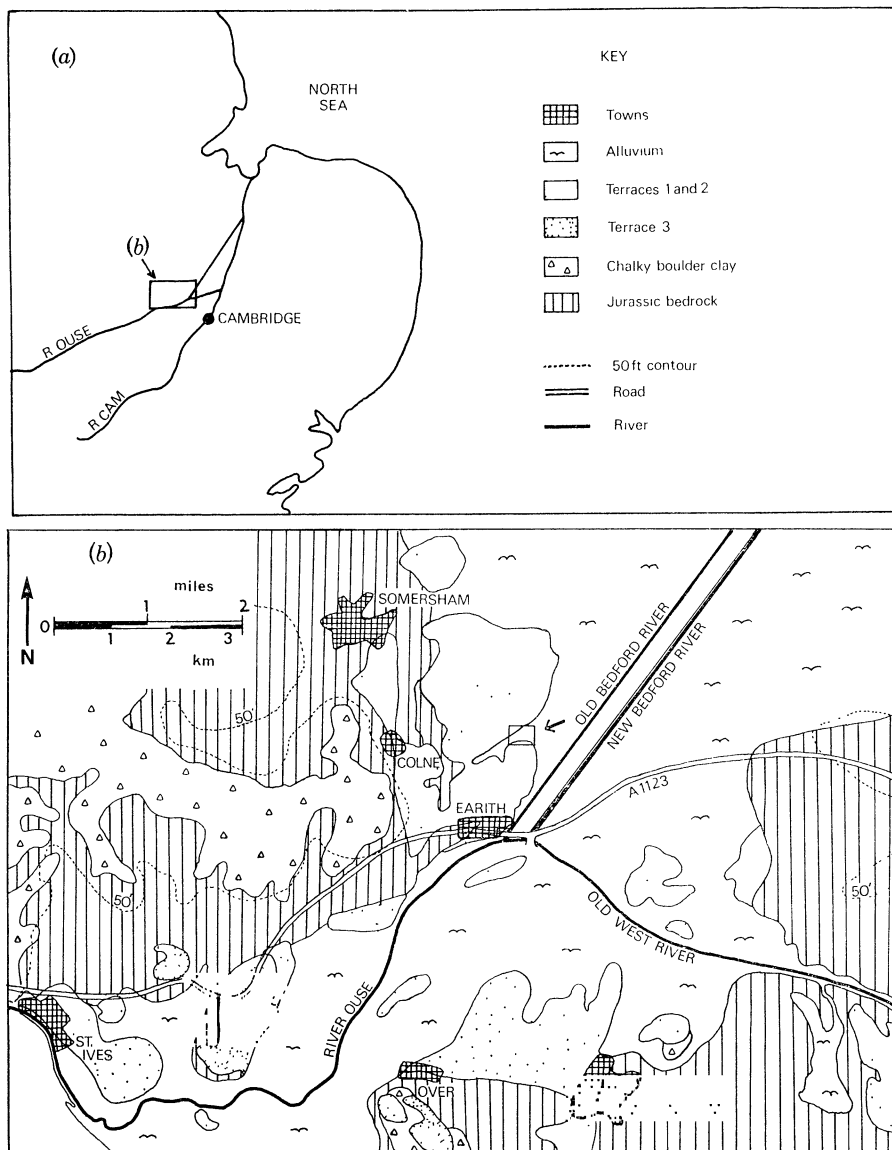 (a)
NORTH
SEA
(b)
R OUSE
CAMBRIDGE
R CAM
KEY
Towns
Alluvium
Terraces 1 and 2
Terrace 3
Chalky boulder clay
Jurassic bedrock
50 ft contour
Road
River
(b)
miles
0 1 2
1 2 3
km
N
SOMERSHAM
50'
COLNE
EARITH
OLD BEDFORD RIVER
NEW BEDFORD RIVER
A1123
50'
50'
OLD WEST RIVER
RIVER OUSE
ST.
IVES
OVER